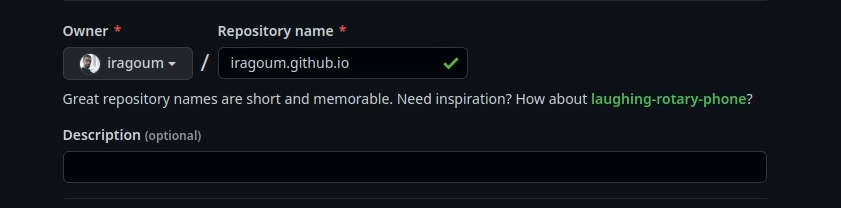 Owner * Repository name *
iragoum / iragoum.github.io
Great repository names are short and memorable. Need inspiration? How about laughing-rotary-phone?
Description (optional)